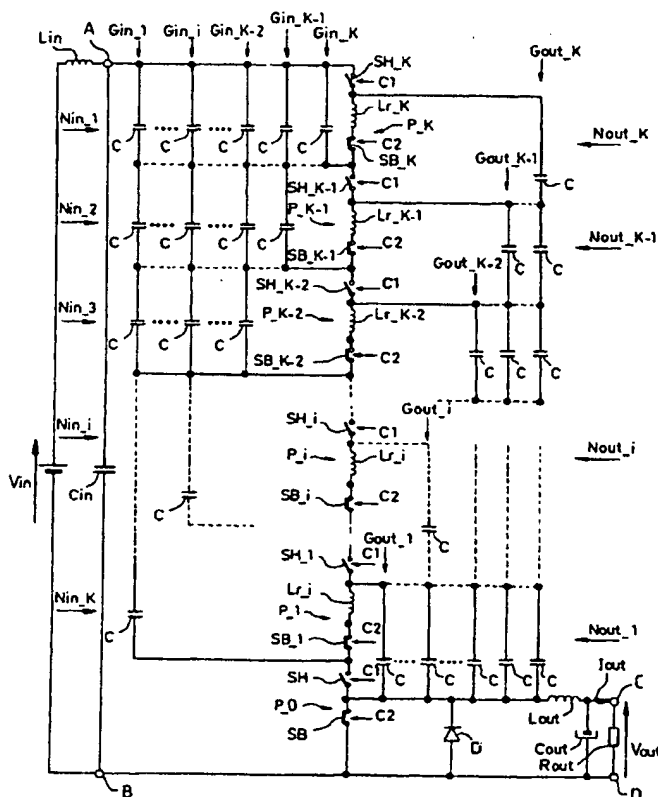 Gin_1 Gin_i Gin_K-2 Gin_K-1 Gin_K
A
Lin
Gout_K
SH_K
C1
Lr_K
Nin_1
P_K
C C C C C
C2
SB_K
Nout_K
Gout_K-1
SH_K-1
C1
C
Nin_2
P_K-1
Lr_K-1
Nout_K-1
C C C C
SB_K-1
C2
Gout_K-2
C C
SH_K-2
C1
Nin_3
P_K-2
Lr_K-2
C C C
SB_K-2
C2
C C C
Gout_i
SH_i
C1
Nin_i
P_i
Lr_i
Nout_i
Vin
Cin
C
SB_i
C2
C
Gout_1
SH_1
C1
Nin_K
Lr_i
C
P_1
SB_1
C2
Nout_1
C C C C C
SH
C1
Iout
C
P_0
Lout
SB
C2
D
Cout
Rout
Vout
B
D